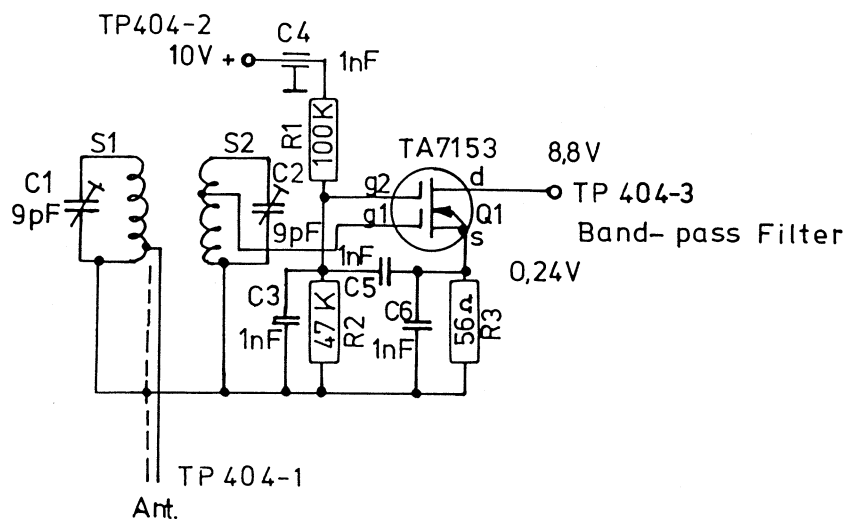 TP404-2
C4
10V +
1nF
R1
100K
S1
S2
TA7153
8,8V
C1
9pF
C2
9pF
g2
g1
d
Q1
s
TP 404-3
Band-pass Filter
1nF
C5
0,24V
C3
1nF
47 K
R2
C6
1nF
56Ω
R3
TP 404-1
Ant.